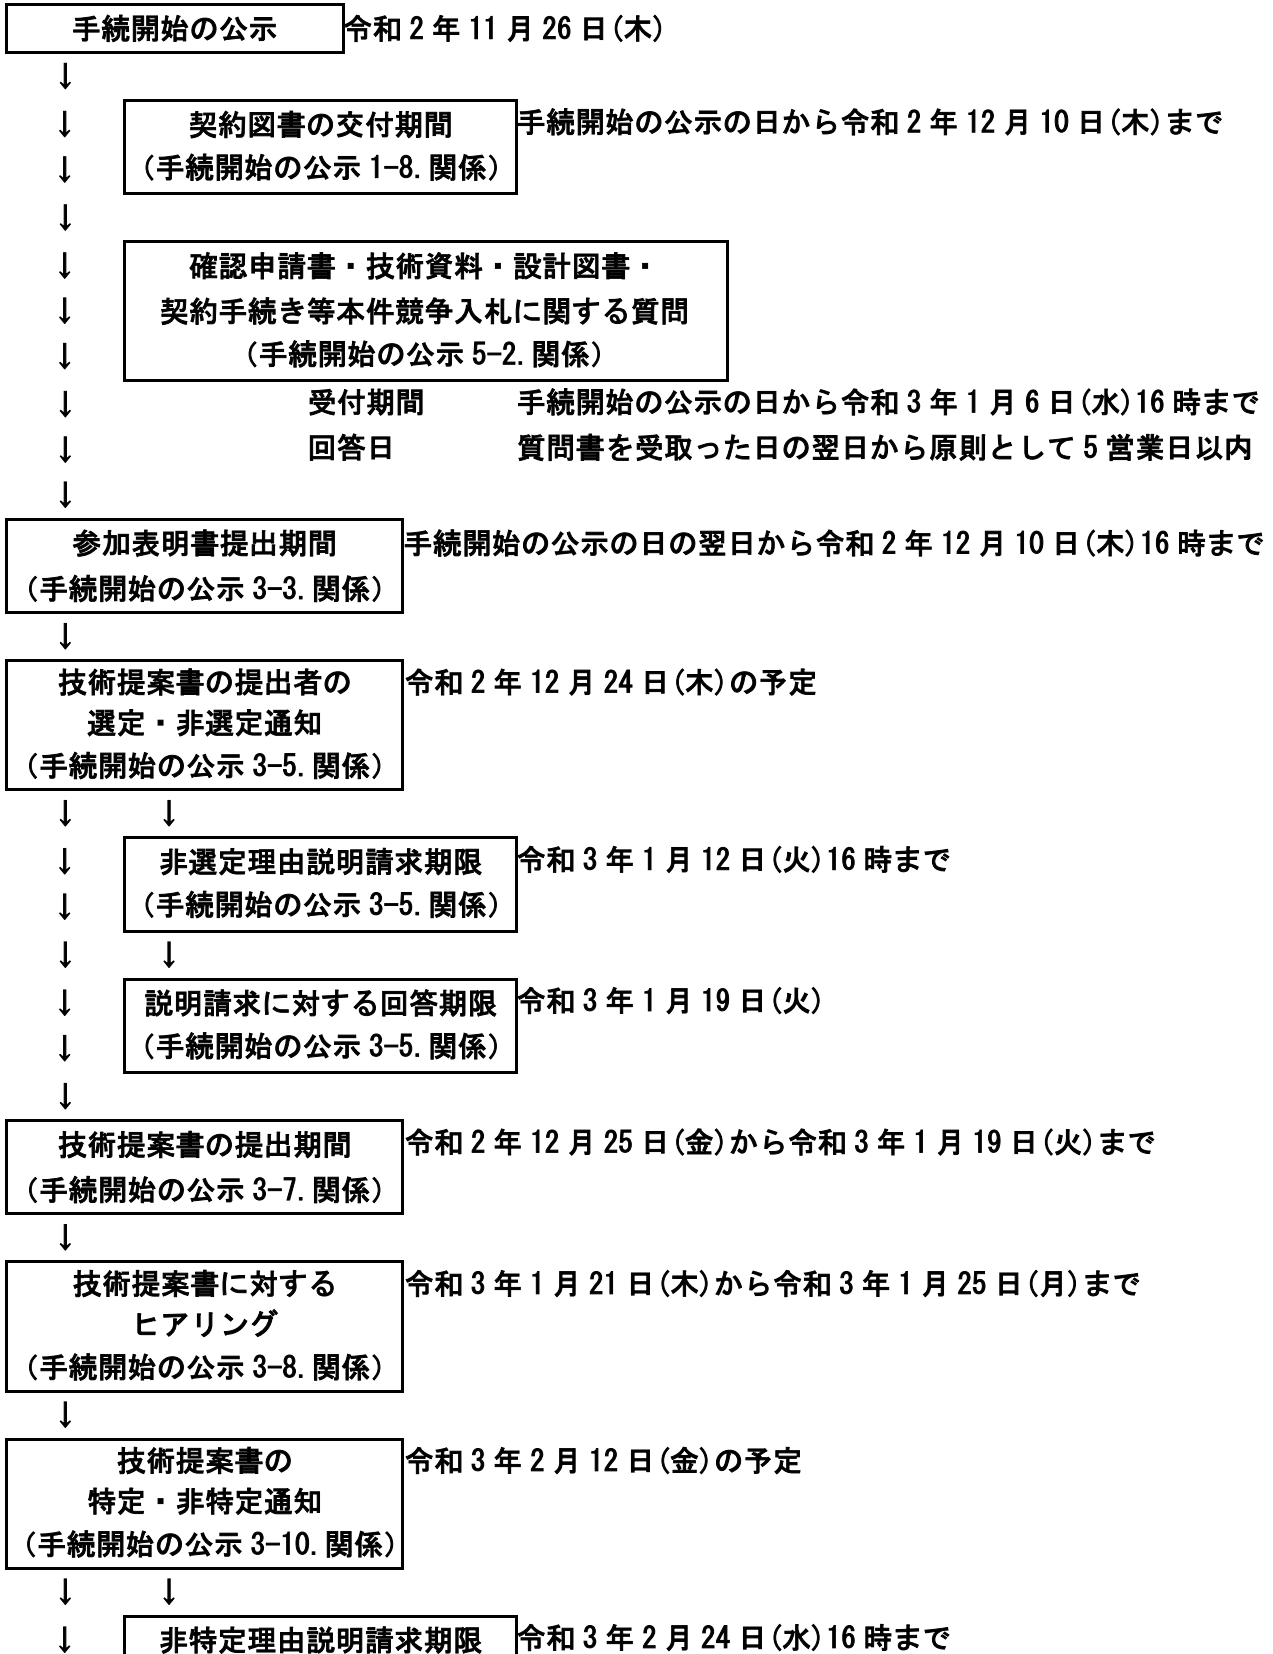 手続開始の公示 令和2年11月26日(木)
↓
↓ 契約図書の交付期間 手続開始の公示の日から令和2年12月10日(木)まで
↓ (手続開始の公示1-8.関係)
↓
↓ 確認申請書・技術資料・設計図書・
↓ 契約手続き等本件競争入札に関する質問
↓ (手続開始の公示5-2.関係)
↓ 受付期間 手続開始の公示の日から令和3年1月6日(水)16時まで
↓ 回答日 質問書を受取った日の翌日から原則として5営業日以内
↓
参加表明書提出期間 手続開始の公示の日の翌日から令和2年12月10日(木)16時まで
(手続開始の公示3-3.関係)
↓
技術提案書の提出者の 令和2年12月24日(木)の予定
選定・非選定通知
(手続開始の公示3-5.関係)
↓ ↓
↓ 非選定理由説明請求期限 令和3年1月12日(火)16時まで
↓ (手続開始の公示3-5.関係)
↓ ↓
↓ 説明請求に対する回答期限 令和3年1月19日(火)
↓ (手続開始の公示3-5.関係)
↓
技術提案書の提出期間 令和2年12月25日(金)から令和3年1月19日(火)まで
(手続開始の公示3-7.関係)
↓
技術提案書に対する 令和3年1月21日(木)から令和3年1月25日(月)まで
ヒアリング
(手続開始の公示3-8.関係)
↓
技術提案書の 令和3年2月12日(金)の予定
特定・非特定通知
(手続開始の公示3-10.関係)
↓ ↓
↓ 非特定理由説明請求期限 令和3年2月24日(水)16時まで